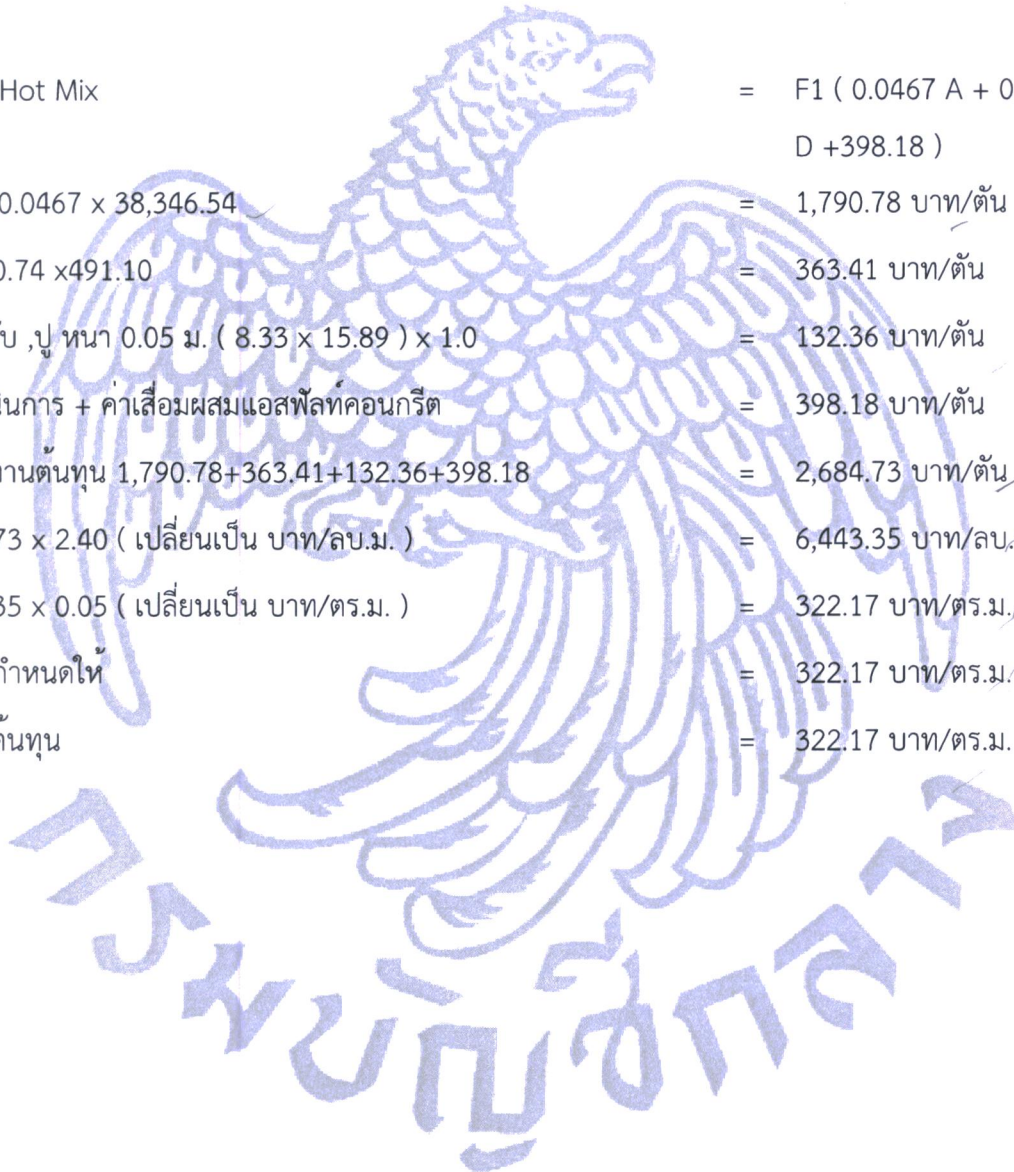 Hot Mix = F1 ( 0.0467 A + 0
D +398.18 )
0.0467 x 38,346.54 = 1,790.78 บาท/ตัน
0.74 x491.10 = 363.41 บาท/ตัน
,ปู หนา 0.05 ม. ( 8.33 x 15.89 ) x 1.0 = 132.36 บาท/ตัน
นการ + ค่าเสื่อมผสมแอสฟัลท์คอนกรีต = 398.18 บาท/ตัน
านต้นทุน 1,790.78+363.41+132.36+398.18 = 2,684.73 บาท/ตัน
73 x 2.40 ( เปลี่ยนเป็น บาท/ลบ.ม. ) = 6,443.35 บาท/ลบ.
35 x 0.05 ( เปลี่ยนเป็น บาท/ตร.ม. ) = 322.17 บาท/ตร.ม.
กำหนดให้ = 322.17 บาท/ตร.ม.
ต้นทุน = 322.17 บาท/ตร.ม.
กรมบัญชีกลาง